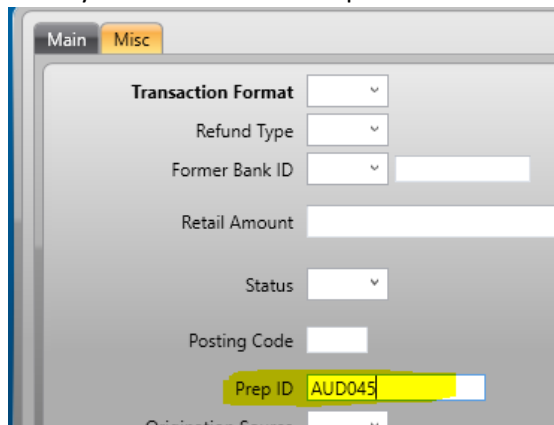 Main Misc
Transaction Format
Refund Type
Former Bank ID
Retail Amount
Status
Posting Code
Prep ID AUD045